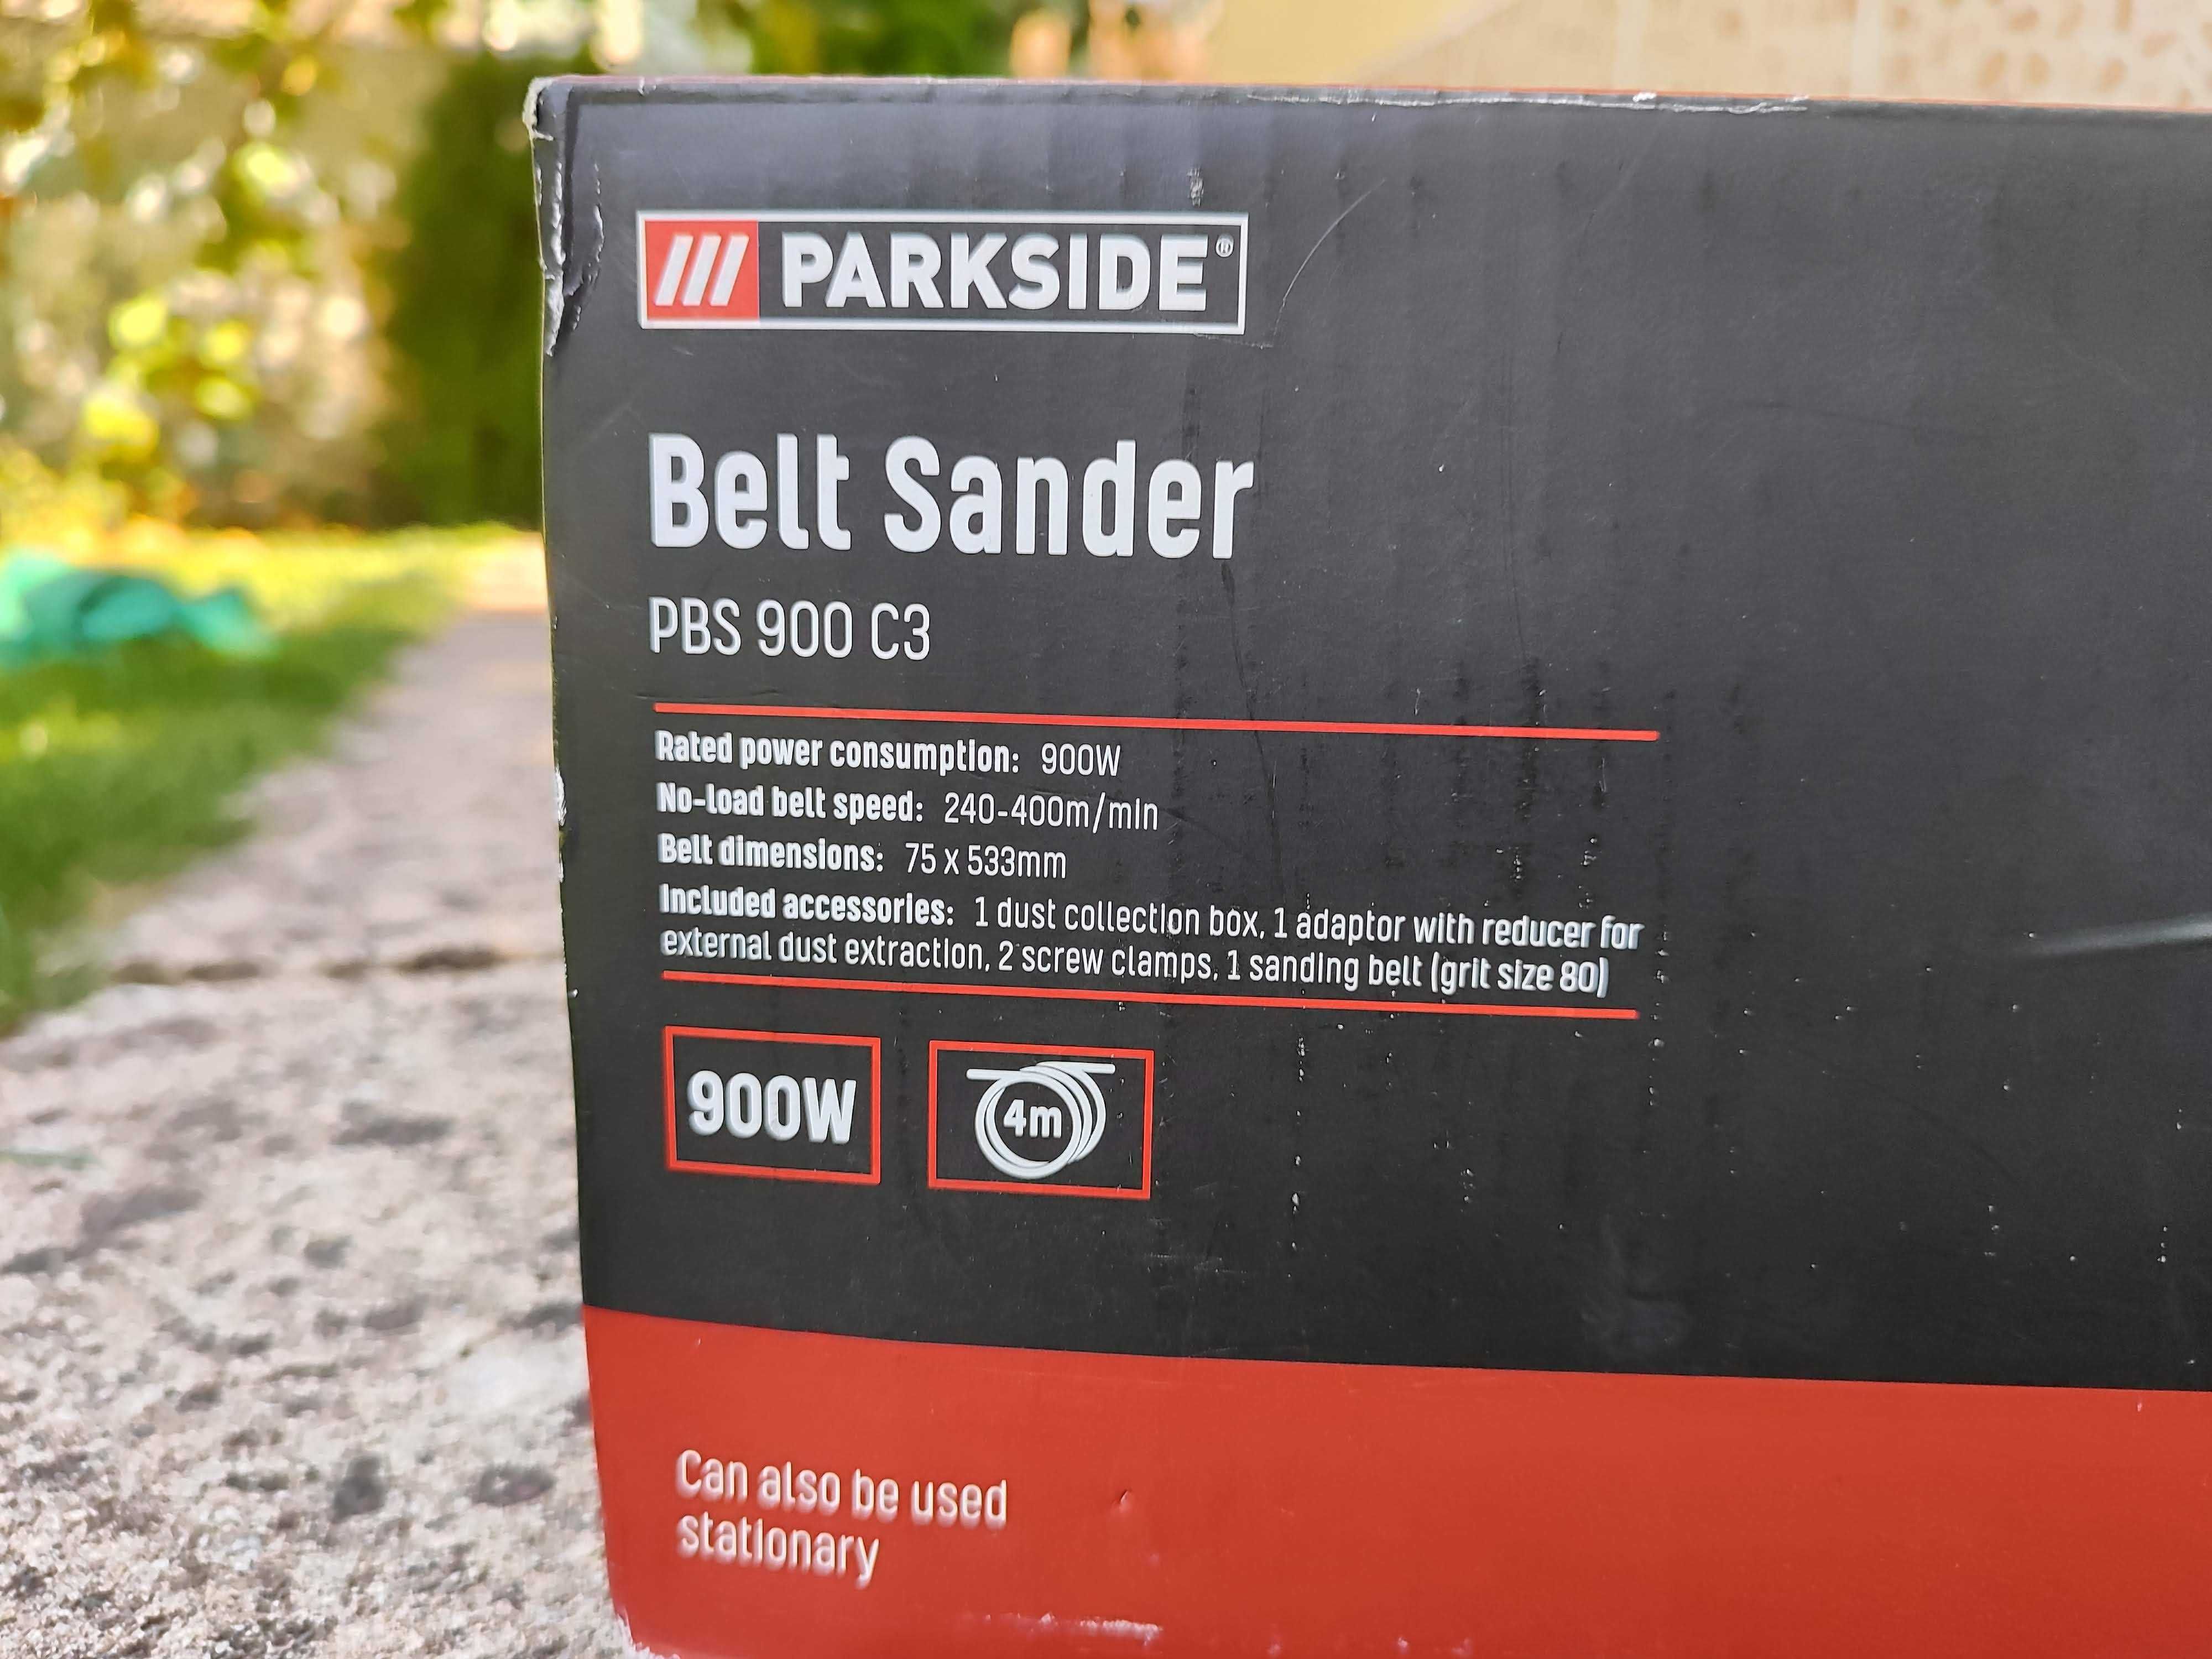 PARKSIDE®
Belt Sander
PBS 900 C3
Rated power consumption: 900W
No-load belt speed: 240-400m/min
Belt dimensions: 75 x 533mm
Included accessories: 1 dust collection box, 1 adaptor with reducer for
external dust extraction, 2 screw clamps, 1 sanding belt (grit size 80)
900W
4m
Can also be used
stationary